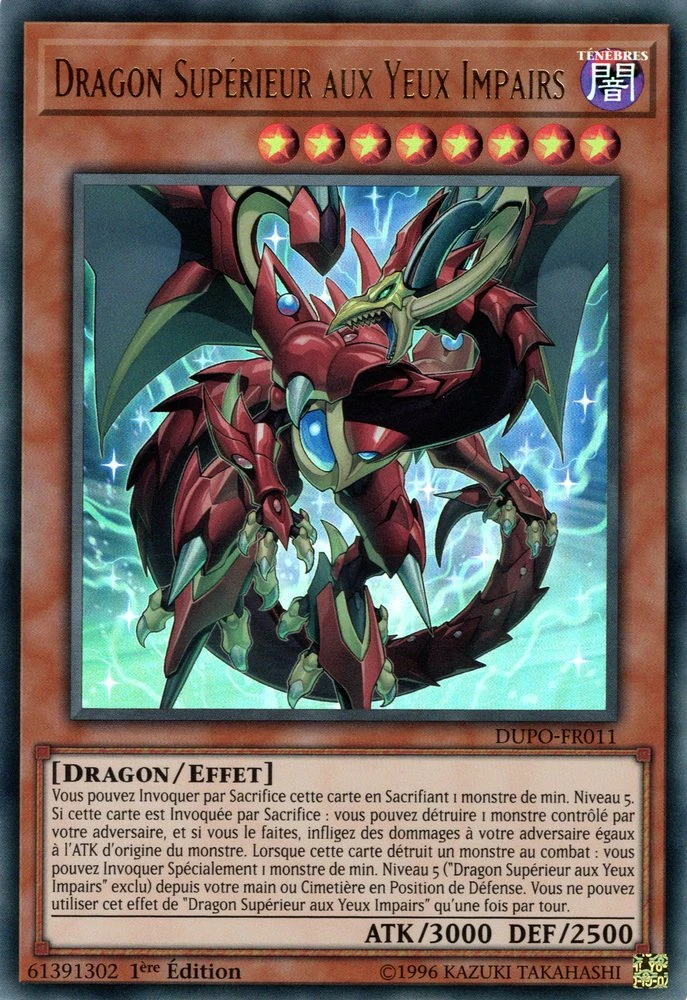 DRAGON SUPÉRIEUR AUX YEUX IMPAIRS
TÉNÈBRES
闇
DUPO-FR011
[DRAGON/EFFET]
Vous pouvez Invoquer par Sacrifice cette carte en Sacrifiant 1 monstre de min. Niveau 5.
Si cette carte est Invoquée par Sacrifice : vous pouvez détruire 1 monstre contrôlé par
votre adversaire, et si vous le faites, infligez des dommages à votre adversaire égaux
à l'ATK d'origine du monstre. Lorsque cette carte détruit un monstre au combat : vous
pouvez Invoquer Spécialement 1 monstre de min. Niveau 5 ("Dragon Supérieur aux Yeux
Impairs" exclu) depuis votre main ou Cimetière en Position de Défense. Vous ne pouvez
utiliser cet effet de "Dragon Supérieur aux Yeux Impairs" qu'une fois par tour.
ATK/3000 DEF/2500
61391302 1ère Édition
©1996 KAZUKI TAKAHASHI